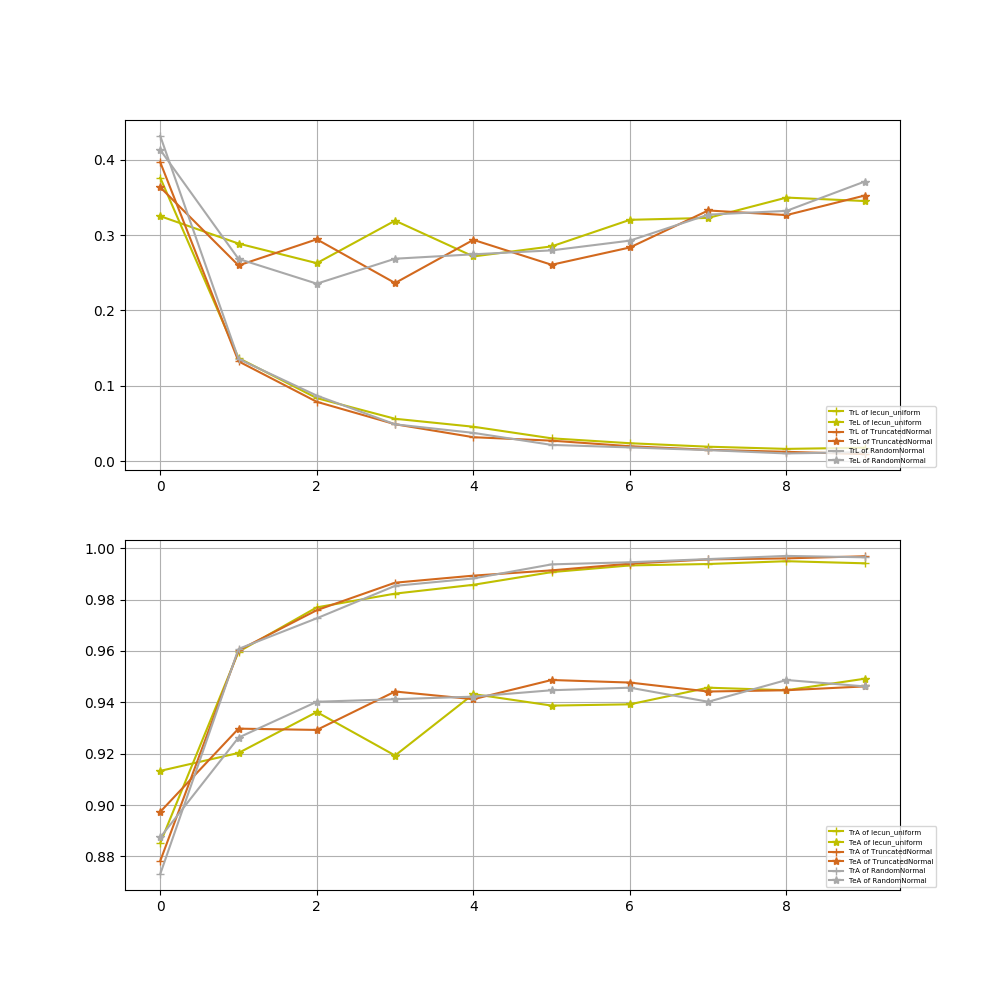 0.4
0.3
0.2
0.1
0.0
TrL of lecun_uniform
TeL of lecun_uniform
TrL of TruncatedNormal
TeL of TruncatedNormal
TrL of RandomNormal
TeL of RandomNormal
0 2 4 6 8
1.00
0.98
0.96
0.94
0.92
0.90
0.88
TrA of lecun_uniform
TeA of lecun_uniform
TrA of TruncatedNormal
TeA of TruncatedNormal
TrA of RandomNormal
TeA of RandomNormal
0 2 4 6 8